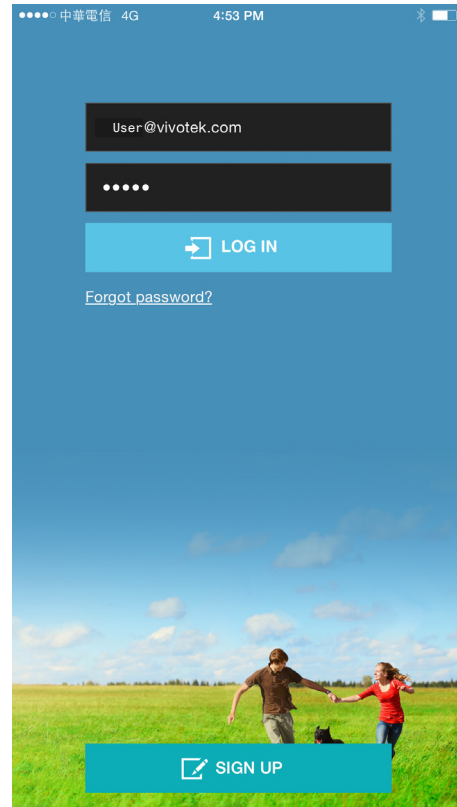 中華電信 4G 4:53 PM
User@vivotek.com
LOG IN
Forgot password?
SIGN UP